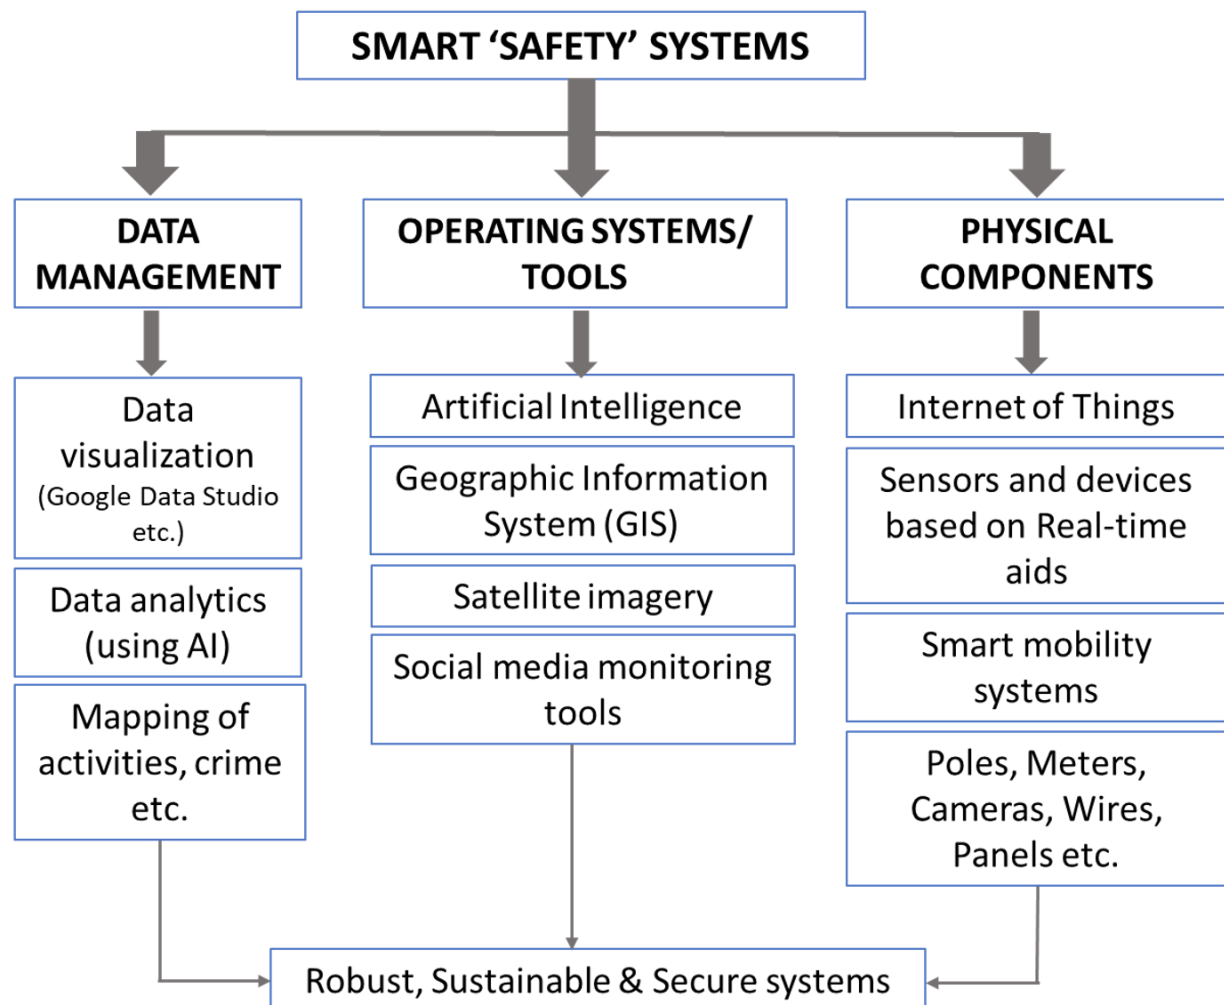 SMART ‘SAFETY’ SYSTEMS
DATA
MANAGEMENT
OPERATING SYSTEMS/
TOOLS
PHYSICAL
COMPONENTS
Data
visualization
(Google Data Studio
etc.)
Data analytics
(using AI)
Mapping of
activities, crime
etc.
Artificial Intelligence
Geographic Information
System (GIS)
Satellite imagery
Social media monitoring
tools
Internet of Things
Sensors and devices
based on Real-time
aids
Smart mobility
systems
Poles, Meters,
Cameras, Wires,
Panels etc.
Robust, Sustainable & Secure systems